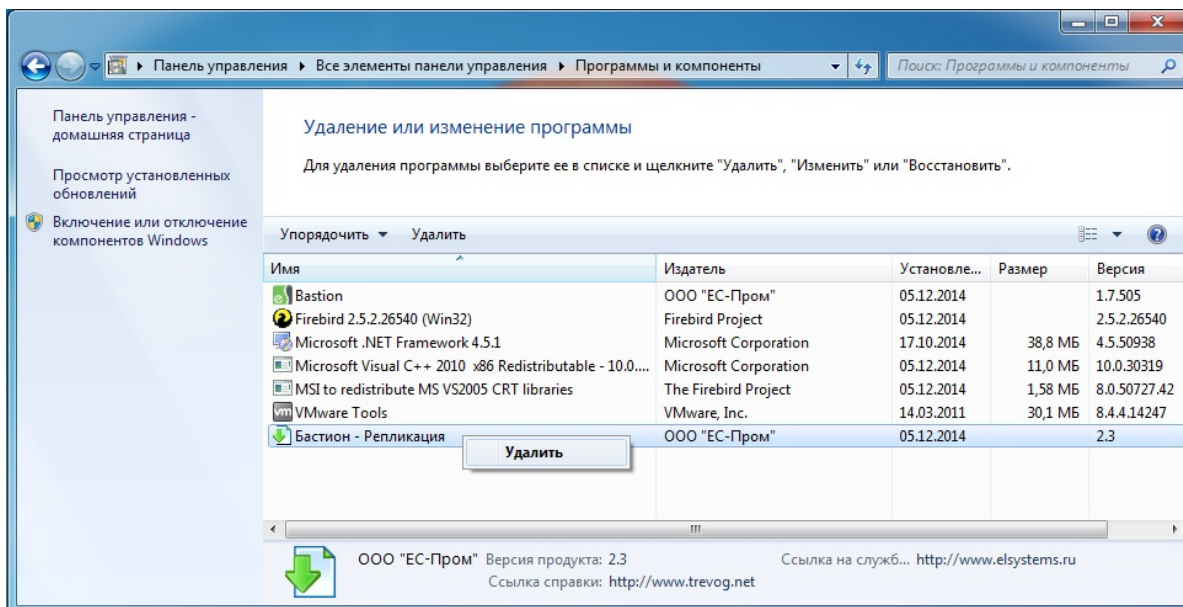 Панель управления ▸ Все элементы панели управления ▸ Программы и компоненты
Поиск: Программы и компоненты
Панель управления -
домашняя страница
Просмотр установленных
обновлений
Включение или отключение
компонентов Windows
Удаление или изменение программы
Для удаления программы выберите ее в списке и щелкните "Удалить", "Изменить" или "Восстановить".
Упорядочить ▾ Удалить
Имя Издатель Установле... Размер Версия
Bastion ООО "ЕС-Пром" 05.12.2014 1.7.505
Firebird 2.5.2.26540 (Win32) Firebird Project 05.12.2014 2.5.2.26540
Microsoft .NET Framework 4.5.1 Microsoft Corporation 17.10.2014 38,8 МБ 4.5.50938
Microsoft Visual C++ 2010 x86 Redistributable - 10.0.... Microsoft Corporation 05.12.2014 11,0 МБ 10.0.30319
MSI to redistribute MS VS2005 CRT libraries The Firebird Project 05.12.2014 1,58 МБ 8.0.50727.42
VMware Tools VMware, Inc. 14.03.2011 30,1 МБ 8.4.4.14247
Бастион - Репликация ООО "ЕС-Пром" 05.12.2014 2.3
Удалить
ООО "ЕС-Пром" Версия продукта: 2.3 Ссылка на служб... http://www.elsystems.ru
Ссылка справки: http://www.trevog.net